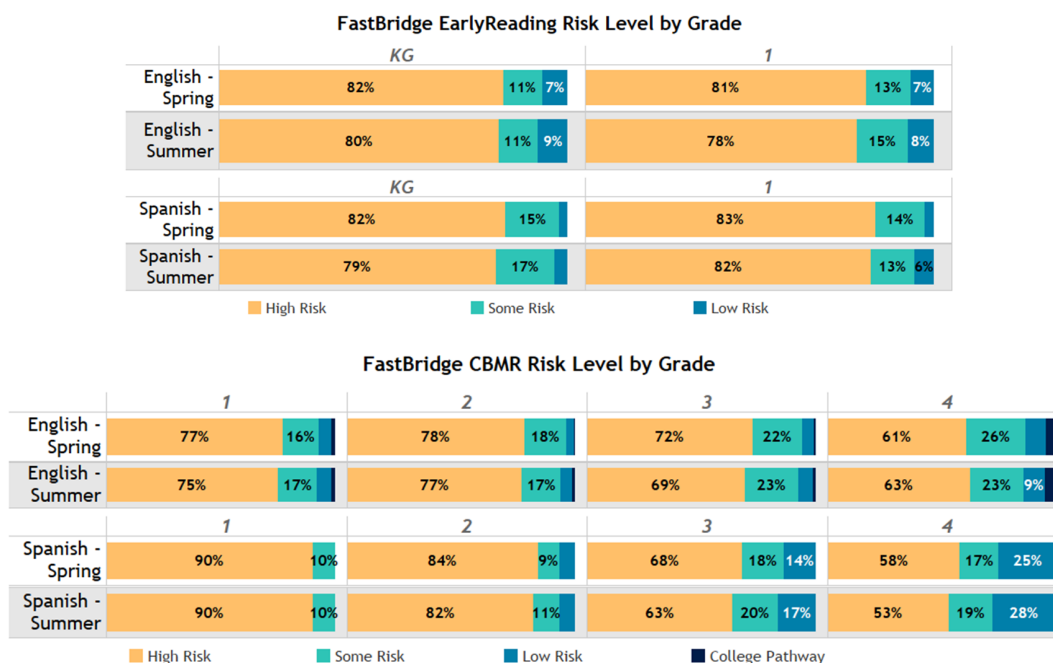 FastBridge EarlyReading Risk Level by Grade
KG 1
English -
Spring
82% 11% 7% 81% 13% 7%
English -
Summer
80% 11% 9% 78% 15% 8%
KG 1
Spanish -
Spring
82% 15% 83% 14%
Spanish -
Summer
79% 17% 82% 13% 6%
High Risk Some Risk Low Risk
FastBridge CBMR Risk Level by Grade
1 2 3 4
English -
Spring
77% 16% 78% 18% 72% 22% 61% 26%
English -
Summer
75% 17% 77% 17% 69% 23% 63% 23% 9%
1 2 3 4
Spanish -
Spring
90% 10% 84% 9% 68% 18% 14% 58% 17% 25%
Spanish -
Summer
90% 10% 82% 11% 63% 20% 17% 53% 19% 28%
High Risk Some Risk Low Risk College Pathway